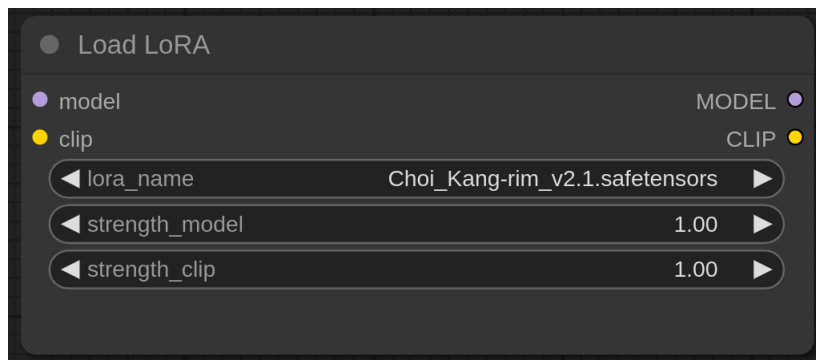 Load LoRA
model MODEL
clip CLIP
lora_name Choi_Kang-rim_v2.1.safetensors
strength_model 1.00
strength_clip 1.00